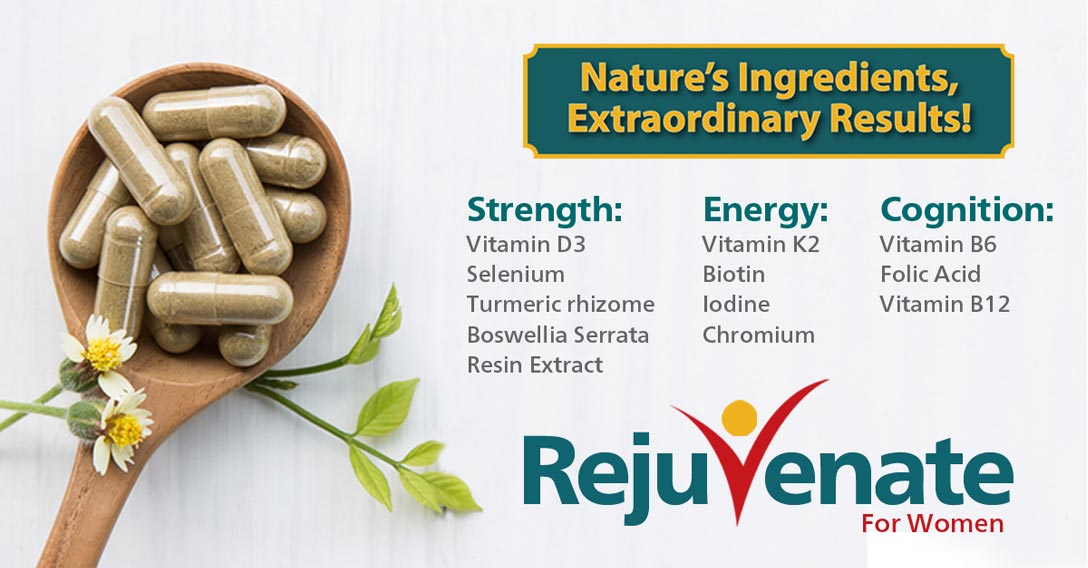 Nature's Ingredients,
Extraordinary Results!
Strength:
Vitamin D3
Selenium
Turmeric rhizome
Boswellia Serrata
Resin Extract
Energy:
Vitamin K2
Biotin
Iodine
Chromium
Cognition:
Vitamin B6
Folic Acid
Vitamin B12
Rejuvenate
For Women